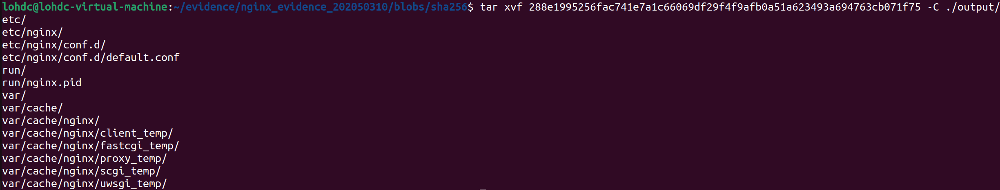 lohdc@lohdc-virtual-machine:~/evidence/nginx_evidence_202050310/blobs/sha256$ tar xvf 288e1995256fac741e7a1c66069df29f4f9afb0a51a623493a694763cb071f75 -C ./output/
etc/
etc/nginx/
etc/nginx/conf.d/
etc/nginx/conf.d/default.conf
run/
run/nginx.pid
var/
var/cache/
var/cache/nginx/
var/cache/nginx/client_temp/
var/cache/nginx/fastcgi_temp/
var/cache/nginx/proxy_temp/
var/cache/nginx/scgi_temp/
var/cache/nginx/uwsgi_temp/